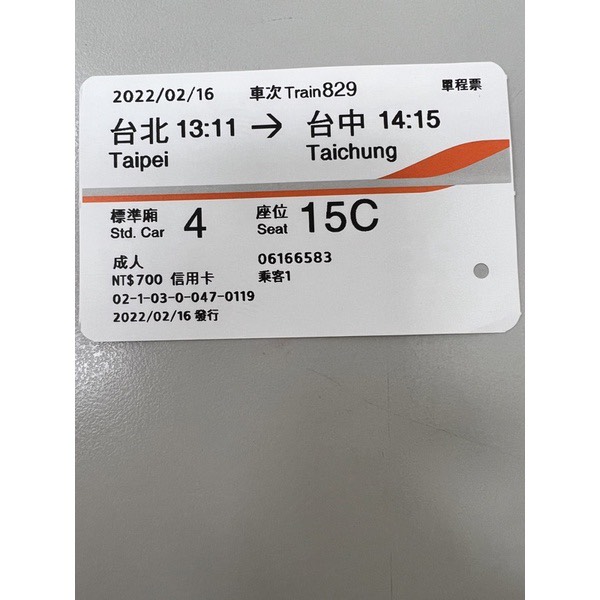 2022/02/16 車次 Train 829 單程票
台北 13:11 → 台中 14:15
Taipei Taichung
標準廂 4 座位 15C
Std. Car Seat
成人 06166583
NT$700 信用卡 乘客1
02-1-03-0-047-0119
2022/02/16 發行